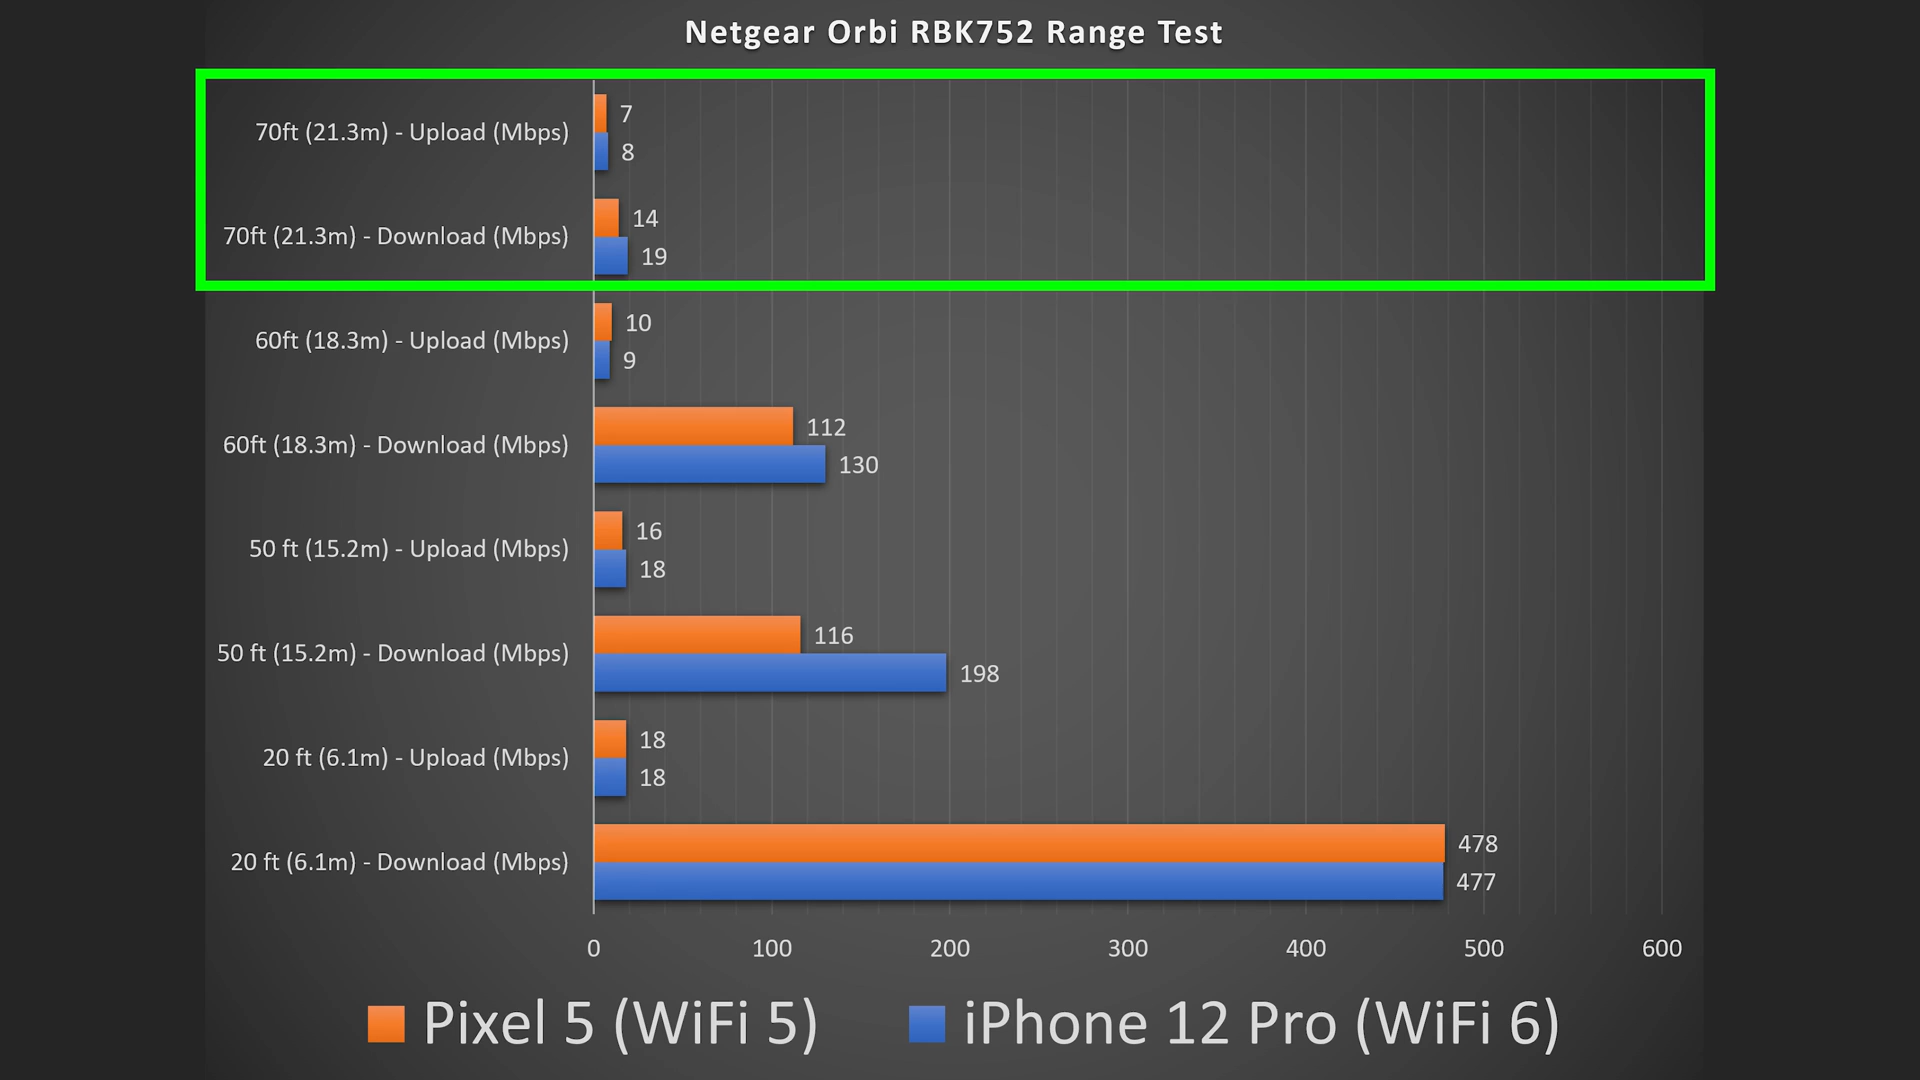 Netgear Orbi RBK752 Range Test
70ft (21.3m) - Upload (Mbps)
7
8
70ft (21.3m) - Download (Mbps)
14
19
60ft (18.3m) - Upload (Mbps)
10
9
60ft (18.3m) - Download (Mbps)
112
130
50 ft (15.2m) - Upload (Mbps)
16
18
50 ft (15.2m) - Download (Mbps)
116
198
20 ft (6.1m) - Upload (Mbps)
18
18
20 ft (6.1m) - Download (Mbps)
478
477
0 100 200 300 400 500 600
Pixel 5 (WiFi 5) iPhone 12 Pro (WiFi 6)